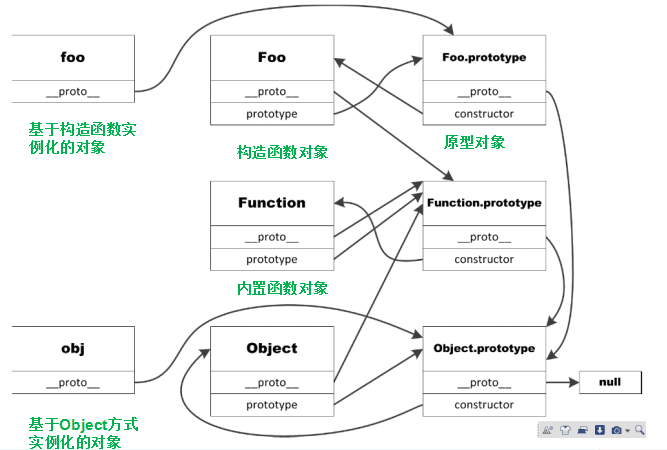 foo
__proto__
基于构造函数实
例化的对象
Foo
__proto__
prototype
构造函数对象
Foo.prototype
__proto__
constructor
原型对象
Function
__proto__
prototype
内置函数对象
Function.prototype
__proto__
constructor
obj
__proto__
基于Object方式
实例化的对象
Object
__proto__
prototype
Object.prototype
__proto__
constructor
null